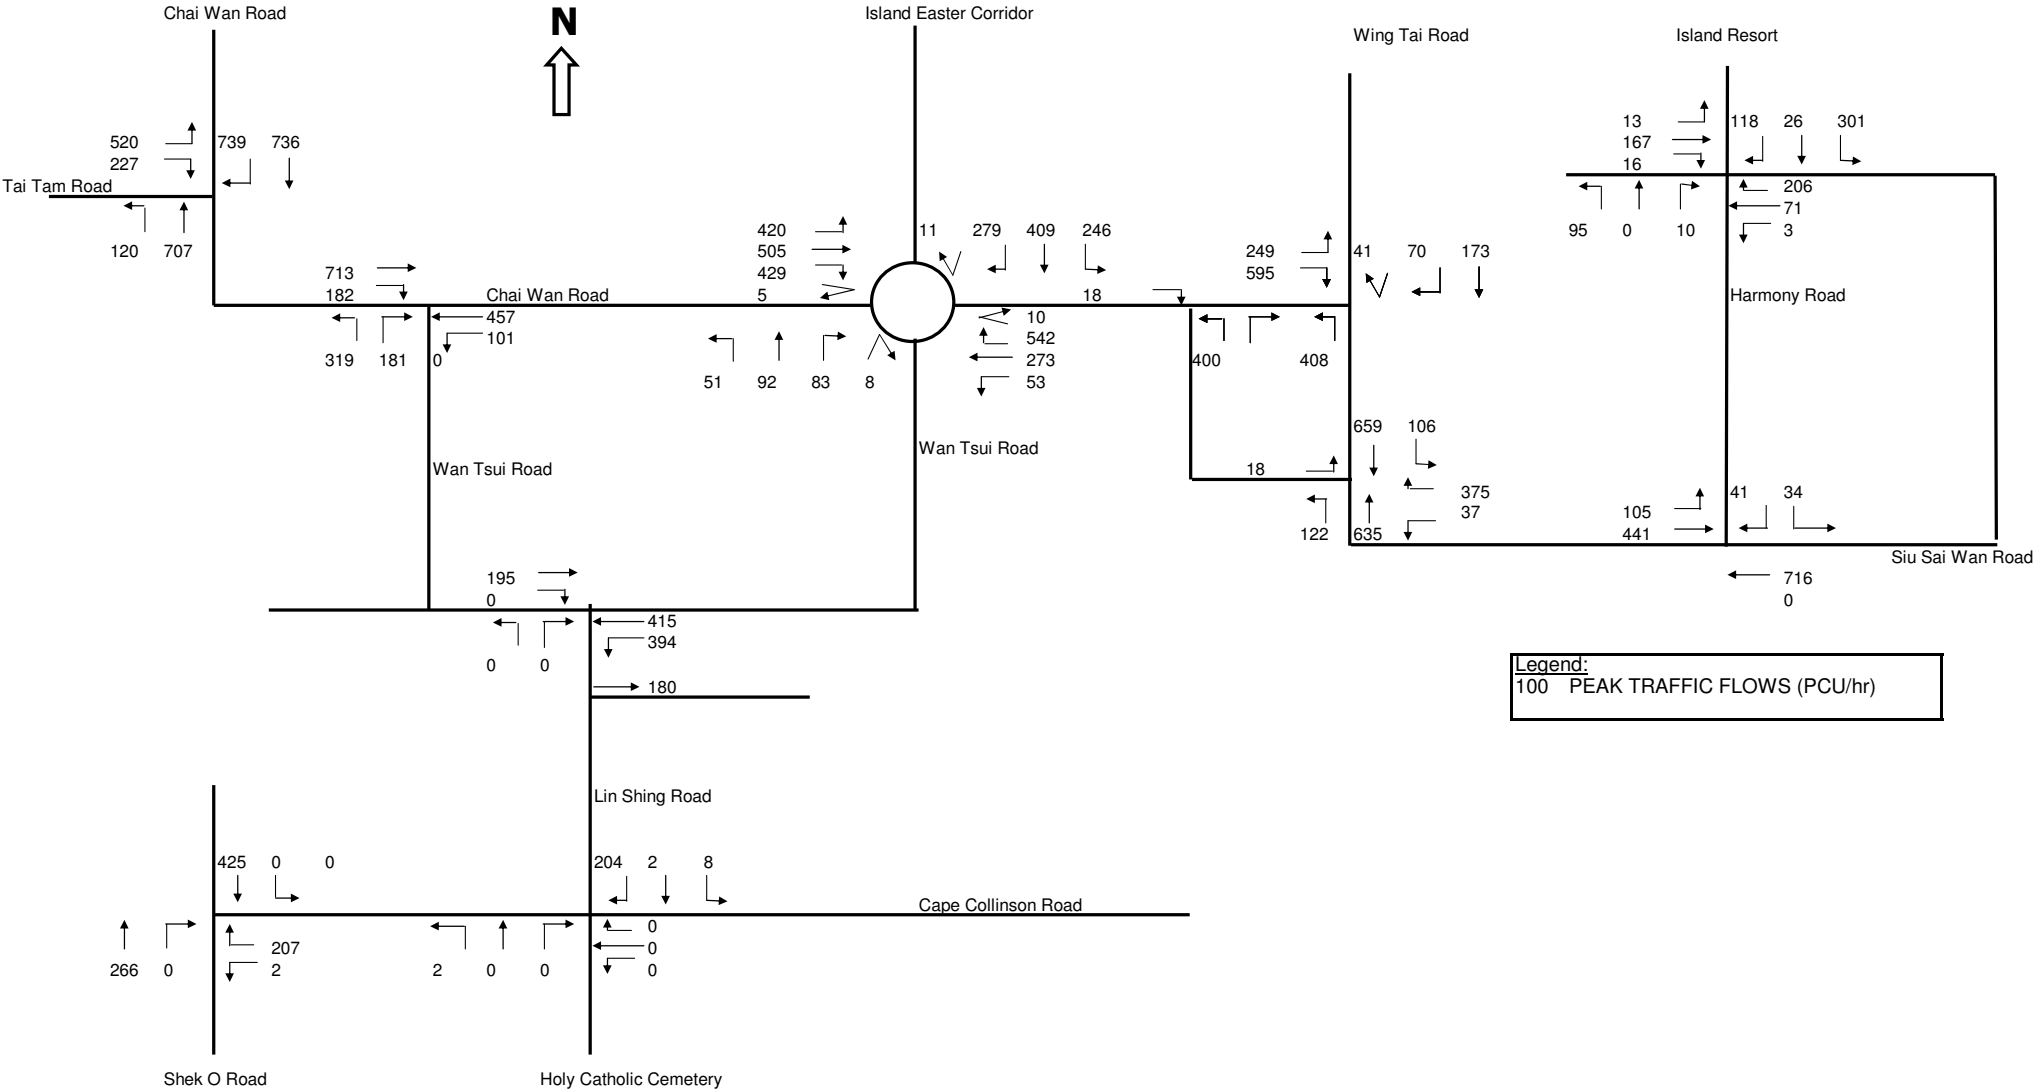 Chai Wan Road
N
Island Easter Corridor
Wing Tai Road
Island Resort
520
227
739 736
Tai Tam Road
120 707
13
167
16
118 26 301
206
71
3
95 0 10
420
505
429
5
11 279 409 246
249
595
41 70 173
713
182
Chai Wan Road
457
101
319 181 0
18
10
542
273
53
51 92 83 8
400 408
Harmony Road
Wan Tsui Road
Wan Tsui Road
659 106
18
375
37
122 635
105
441
41 34
Siu Sai Wan Road
716
0
195
0
415
394
0 0
180
Legend:
100 PEAK TRAFFIC FLOWS (PCU/hr)
Lin Shing Road
425 0 0
204 2 8
Cape Collinson Road
207
2
266 0
0
0
0
2 0 0
Shek O Road
Holy Catholic Cemetery